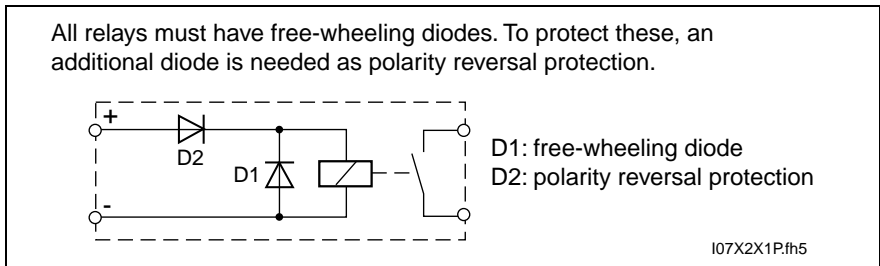 All relays must have free-wheeling diodes. To protect these, an
additional diode is needed as polarity reversal protection.
+
D2
D1
-
D1: free-wheeling diode
D2: polarity reversal protection
I07X2X1P.fh5